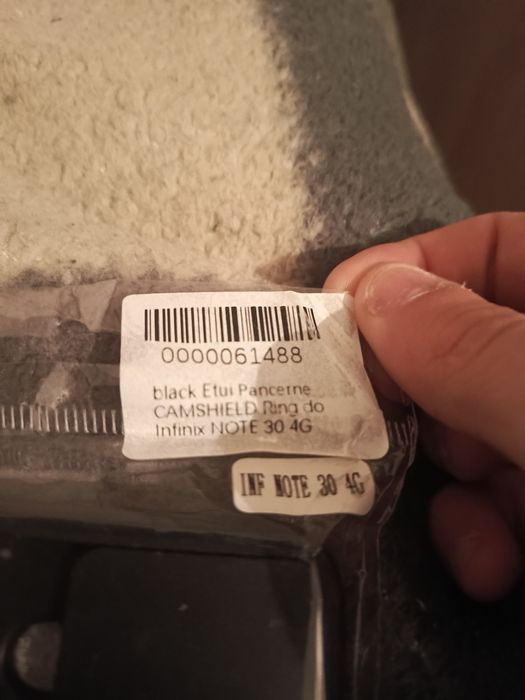 0000061488
black Etui Pancerne
CAMSHIELD Ring do
Infinix NOTE 30 4G
INF NOTE 30 4G